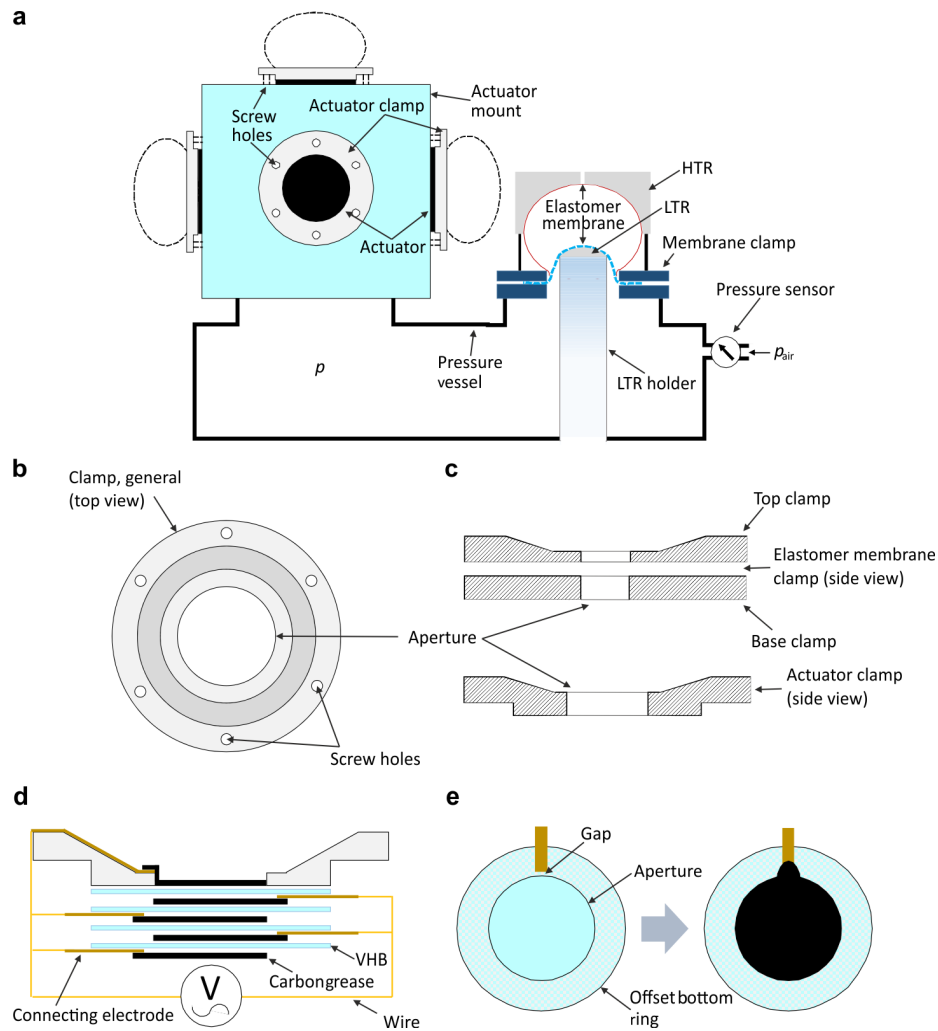 a
Actuator
mount
Actuator clamp
Screw
holes
Actuator
HTR
Elastomer
membrane
LTR
Membrane clamp
Pressure sensor
p
air
Pressure
vessel
p
LTR holder
b
Clamp, general
(top view)
Aperture
Screw holes
c
Top clamp
Elastomer membrane
clamp (side view)
Base clamp
Actuator clamp
(side view)
d
VHB
Carbongrease
V
Connecting electrode
Wire
e
Gap
Aperture
Offset bottom
ring